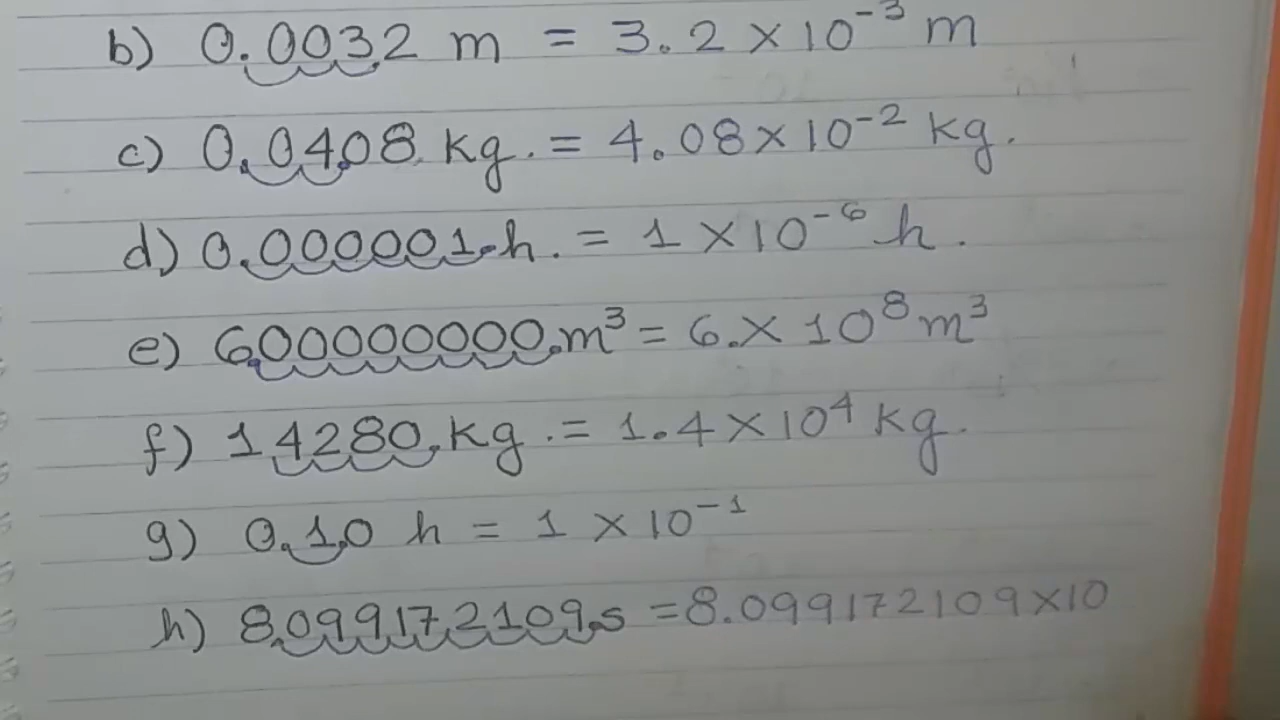 b) 0.0032 m = 3.2 × 10⁻³ m
c) 0.0408 kg. = 4.08 × 10⁻² kg.
d) 0.000001.h. = 1 × 10⁻⁶ h.
e) 600000000.m³ = 6. × 10⁸ m³
f) 14280.kg. = 1.4 × 10⁴ kg.
g) 0.10 h = 1 × 10⁻¹
h) 8099172109.s = 8.099172109 × 10